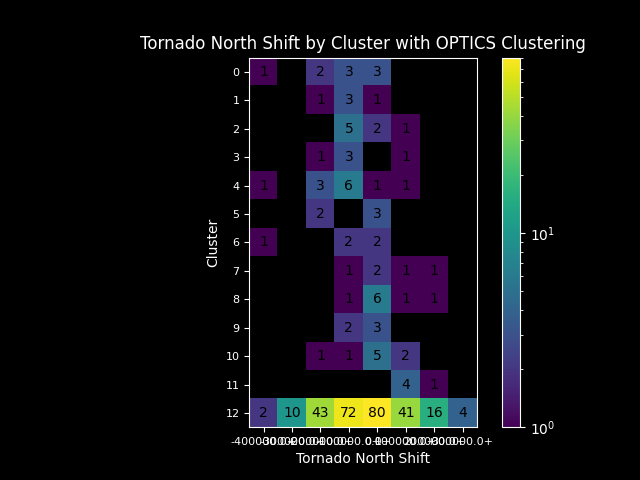 Tornado North Shift by Cluster with OPTICS Clustering
0 1 2 3 3
1 1 3 1
2 5 2 1
3 1 3 1
4 1 3 6 1 1
5 2 3
6 1 2 2
7 1 2 1 1
8 1 6 1 1
9 2 3
10 1 1 5 2
11 4 1
12 2 10 43 72 80 41 16 4
Cluster
Tornado North Shift
10¹
10⁰